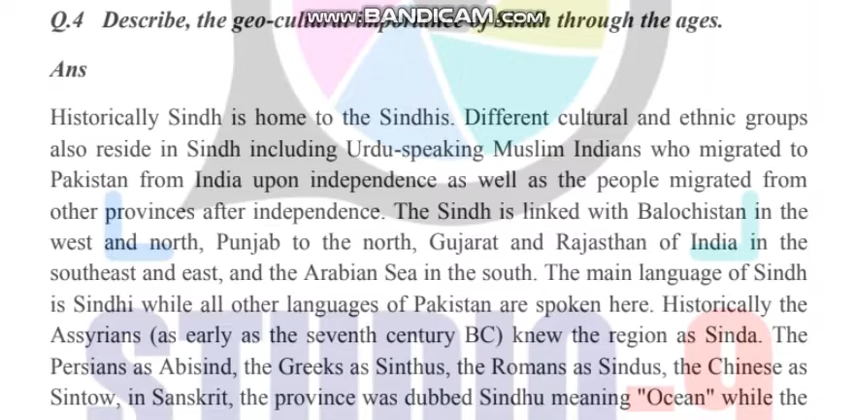 www.BANDICAM.com
Q.4 Describe, the geo-cultural importance of Sindh through the ages.
Ans
Historically Sindh is home to the Sindhis. Different cultural and ethnic groups
also reside in Sindh including Urdu-speaking Muslim Indians who migrated to
Pakistan from India upon independence as well as the people migrated from
other provinces after independence. The Sindh is linked with Balochistan in the
west and north, Punjab to the north, Gujarat and Rajasthan of India in the
southeast and east, and the Arabian Sea in the south. The main language of Sindh
is Sindhi while all other languages of Pakistan are spoken here. Historically the
Assyrians (as early as the seventh century BC) knew the region as Sinda. The
Persians as Abisind, the Greeks as Sinthus, the Romans as Sindus, the Chinese as
Sintow, in Sanskrit, the province was dubbed Sindhu meaning "Ocean" while the
STUDIO-9